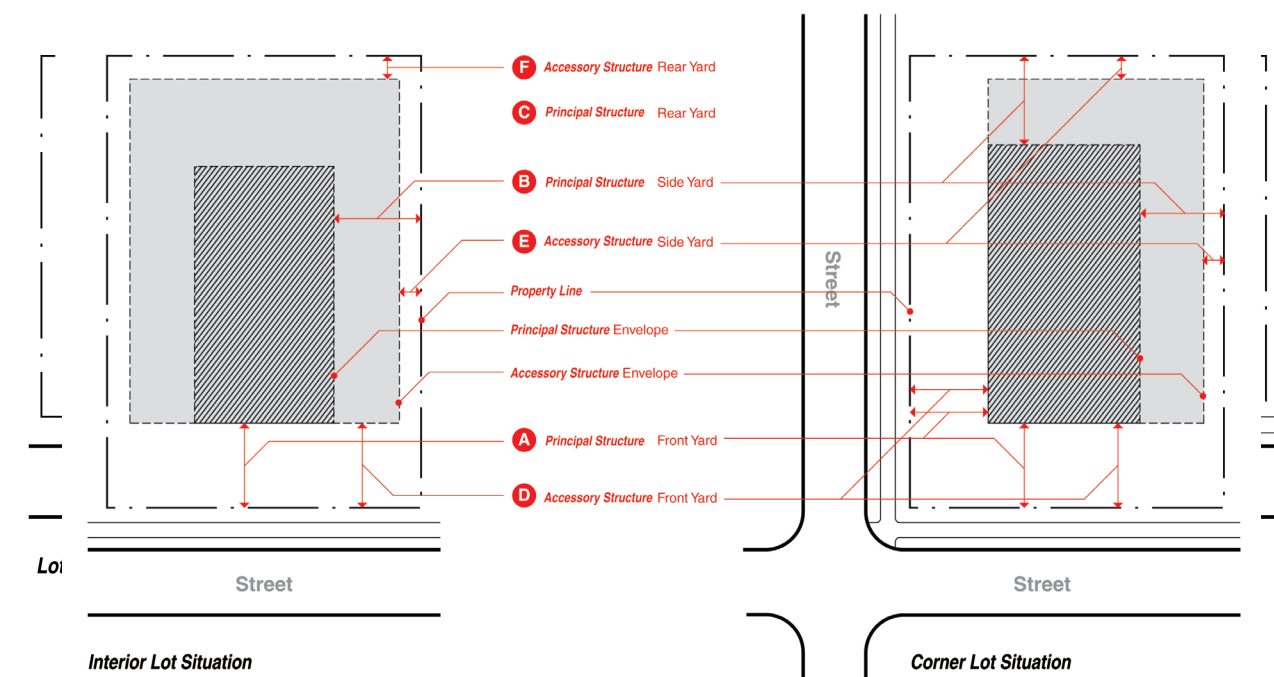 F Accessory Structure Rear Yard
C Principal Structure Rear Yard
B Principal Structure Side Yard
E Accessory Structure Side Yard
Street
Property Line
Principal Structure Envelope
Accessory Structure Envelope
A Principal Structure Front Yard
D Accessory Structure Front Yard
Lot
Street
Street
Interior Lot Situation
Corner Lot Situation